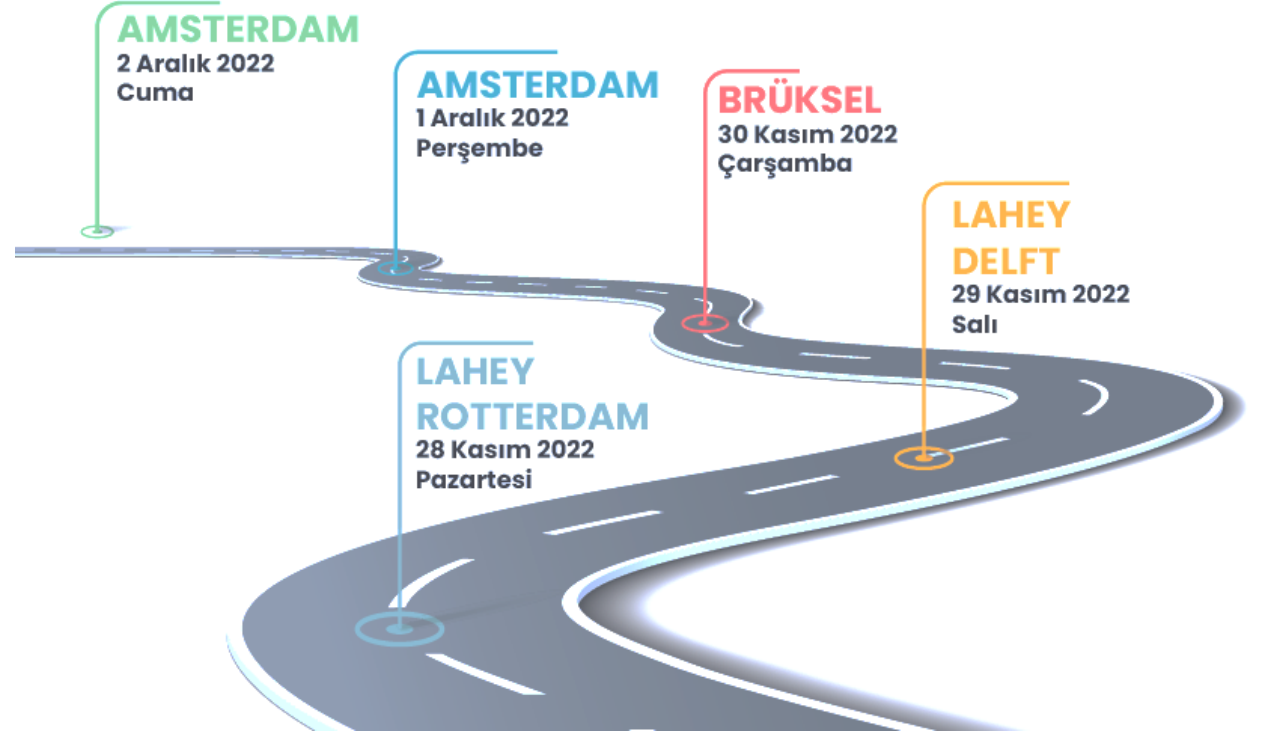 AMSTERDAM
2 Aralık 2022
Cuma
AMSTERDAM
1 Aralık 2022
Perşembe
BRÜKSEL
30 Kasım 2022
Çarşamba
LAHEY
DELFT
29 Kasım 2022
Salı
LAHEY
ROTTERDAM
28 Kasım 2022
Pazartesi